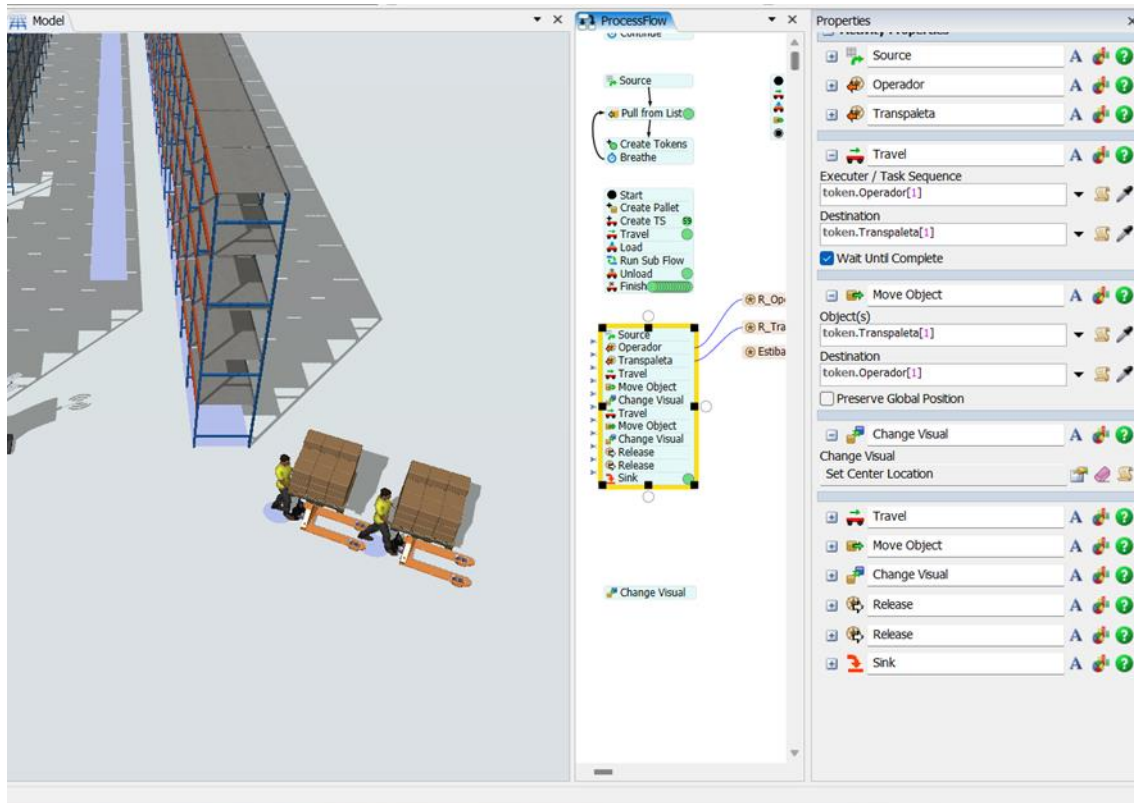 Model
ProcessFlow
Properties
Continue
Source
Pull from List
Create Tokens
Breathe
Start
Create Pallet
Create TS
Travel
Load
Run Sub Flow
Unload
Finish
R_Op
R_Tra
Estiba
Source
Operador
Transpaleta
Travel
Move Object
Change Visual
Travel
Move Object
Change Visual
Release
Release
Sink
Change Visual
Activity Properties
Source
Operador
Transpaleta
Travel
Executer / Task Sequence
token.Operador[1]
Destination
token.Transpaleta[1]
Wait Until Complete
Move Object
Object(s)
token.Transpaleta[1]
Destination
token.Operador[1]
Preserve Global Position
Change Visual
Change Visual
Set Center Location
Travel
Move Object
Change Visual
Release
Release
Sink